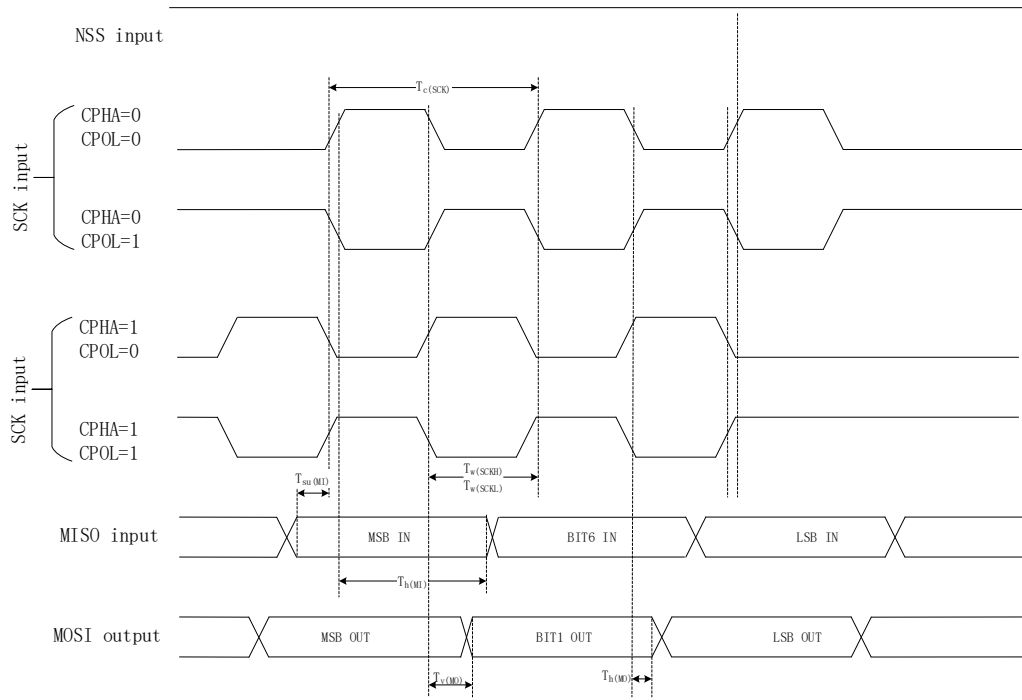 NSS input
Tc(SCK)
SCK input
CPHA=0
CPOL=0
CPHA=0
CPOL=1
SCK input
CPHA=1
CPOL=0
CPHA=1
CPOL=1
Tw(SCKH)
Tw(SCKL)
Tsu(MI)
MISO input
MSB IN
BIT6 IN
LSB IN
Th(MI)
MOSI output
MSB OUT
BIT1 OUT
LSB OUT
Tv(MO)
Th(MO)